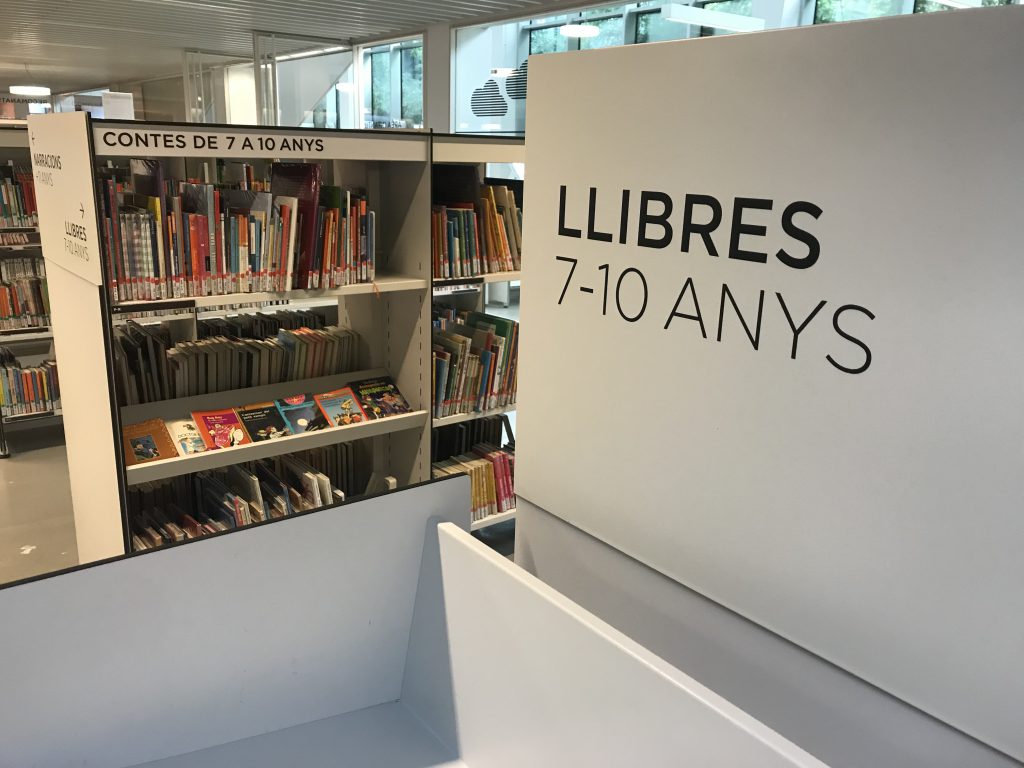 CONTES DE 7 A 10 ANYS
NARRACIONS
LLIBRES
7-10 ANYS
LLIBRES
7-10 ANYS